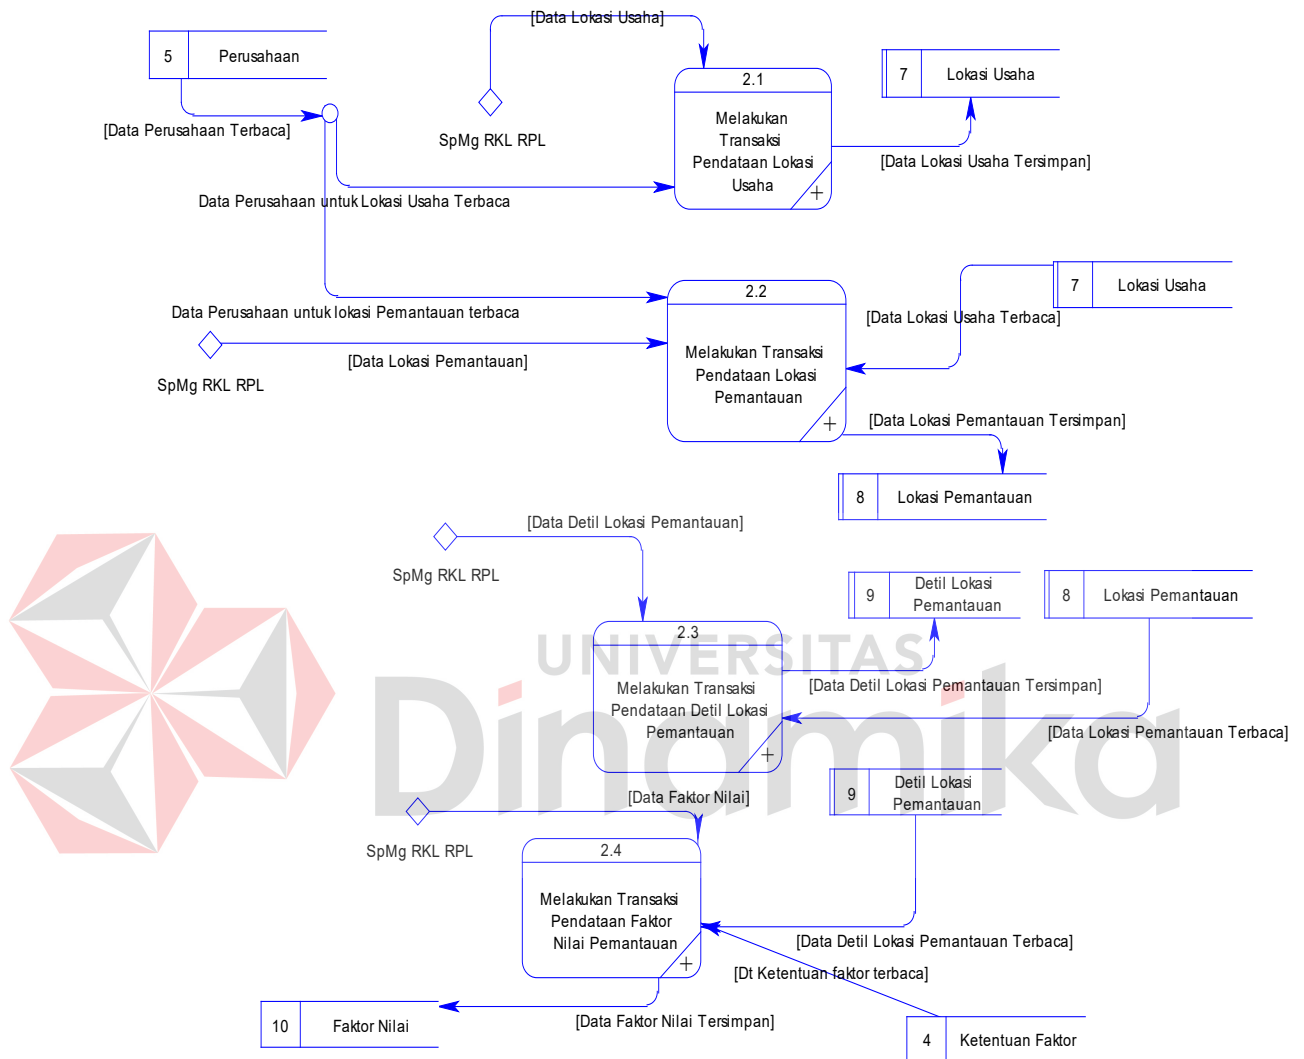 [Data Lokasi Usaha]
5
Perusahaan
2.1
7
Lokasi Usaha
Melakukan
Transaksi
Pendataan Lokasi
Usaha
+
[Data Perusahaan Terbaca]
SpMg RKL RPL
[Data Lokasi Usaha Tersimpan]
Data Perusahaan untuk Lokasi Usaha Terbaca
2.2
7
Lokasi Usaha
Data Perusahaan untuk lokasi Pemantauan terbaca
[Data Lokasi Usaha Terbaca]
[Data Lokasi Pemantauan]
Melakukan Transaksi
Pendataan Lokasi
Pemantauan
+
SpMg RKL RPL
[Data Lokasi Pemantauan Tersimpan]
8
Lokasi Pemantauan
[Data Detil Lokasi Pemantauan]
SpMg RKL RPL
9
Detil Lokasi
Pemantauan
8
Lokasi Pemantauan
2.3
UNIVERSITAS
Dinamika
Melakukan Transaksi
Pendataan Detil Lokasi
Pemantauan
+
[Data Detil Lokasi Pemantauan Tersimpan]
[Data Lokasi Pemantauan Terbaca]
[Data Faktor Nilai]
9
Detil Lokasi
Pemantauan
SpMg RKL RPL
2.4
Melakukan Transaksi
Pendataan Faktor
Nilai Pemantauan
+
[Data Detil Lokasi Pemantauan Terbaca]
[Dt Ketentuan faktor terbaca]
10
Faktor Nilai
[Data Faktor Nilai Tersimpan]
4
Ketentuan Faktor